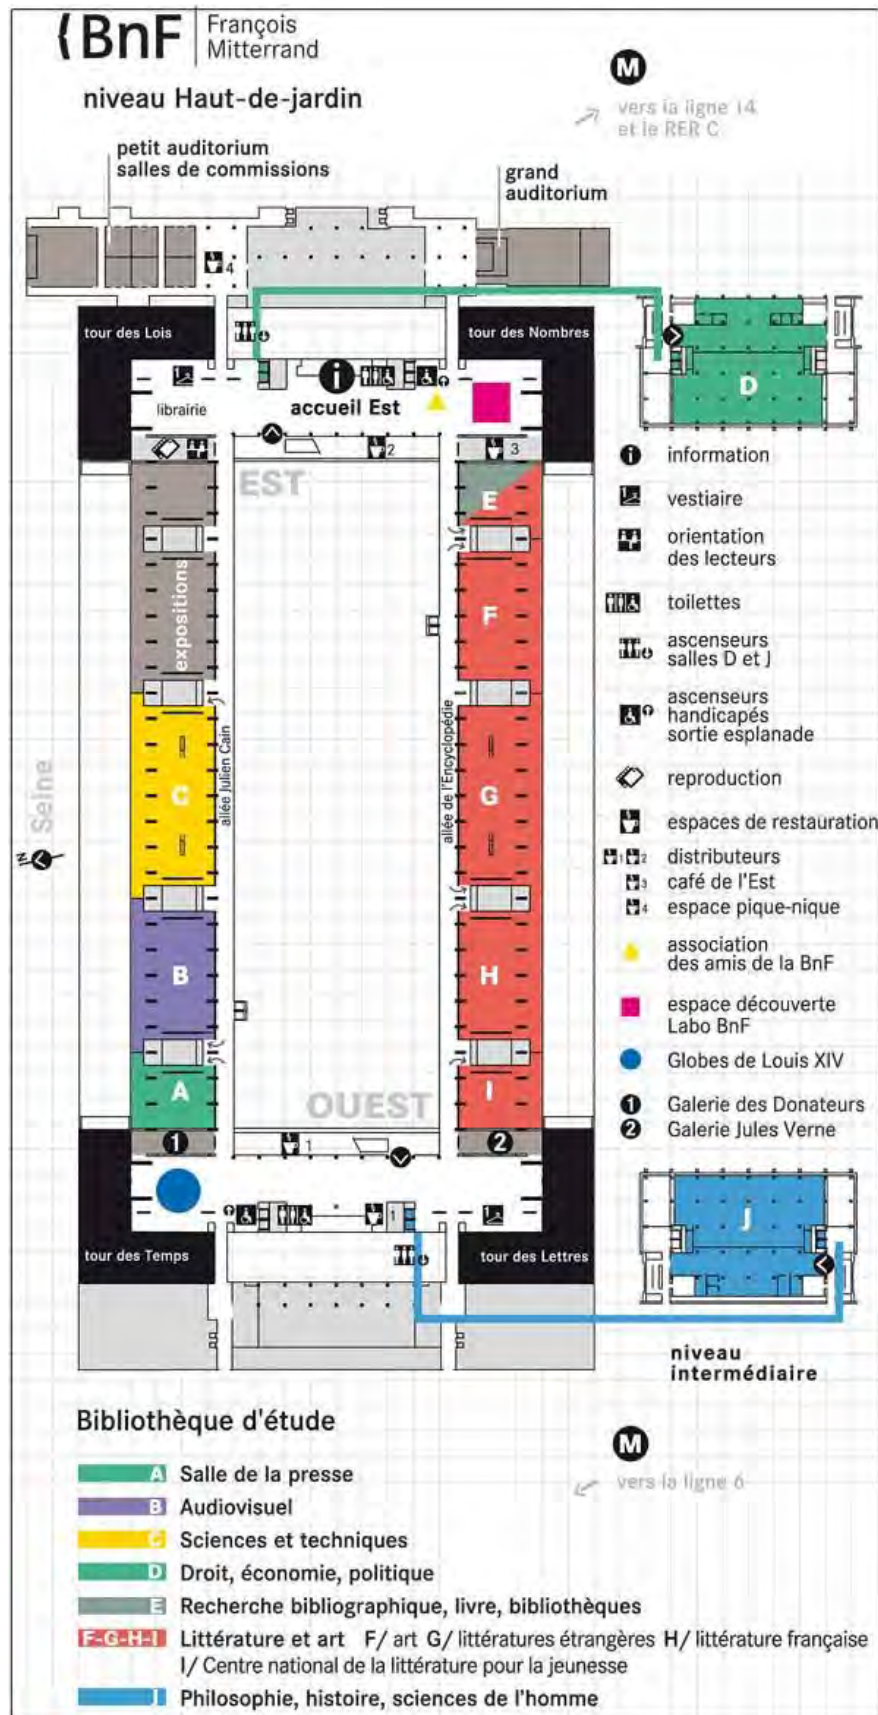 {BnF | François
Mitterrand
niveau Haut-de-jardin
M
vers la ligne 14
et le RER C
petit auditorium
salles de commissions
grand
auditorium
4
tour des Lois
tour des Nombres
D
librairie
i
accueil Est
2
3
EST
E
expositions
F
allée Julien Cain
allée de l'Encyclopédie
C
G
Seine
N
B
H
A
I
OUEST
1
1
2
tour des Temps
tour des Lettres
J
niveau
intermédiaire
i information
vestiaire
orientation
des lecteurs
toilettes
ascenseurs
salles D et J
ascenseurs
handicapés
sortie esplanade
reproduction
espaces de restauration
1 2 distributeurs
3 café de l'Est
4 espace pique-nique
association
des amis de la BnF
espace découverte
Labo BnF
Globes de Louis XIV
1 Galerie des Donateurs
2 Galerie Jules Verne
M
vers la ligne 6
Bibliothèque d'étude
A Salle de la presse
B Audiovisuel
C Sciences et techniques
D Droit, économie, politique
E Recherche bibliographique, livre, bibliothèques
F-G-H-I Littérature et art F/ art G/ littératures étrangères H/ littérature française
I/ Centre national de la littérature pour la jeunesse
J Philosophie, histoire, sciences de l'homme